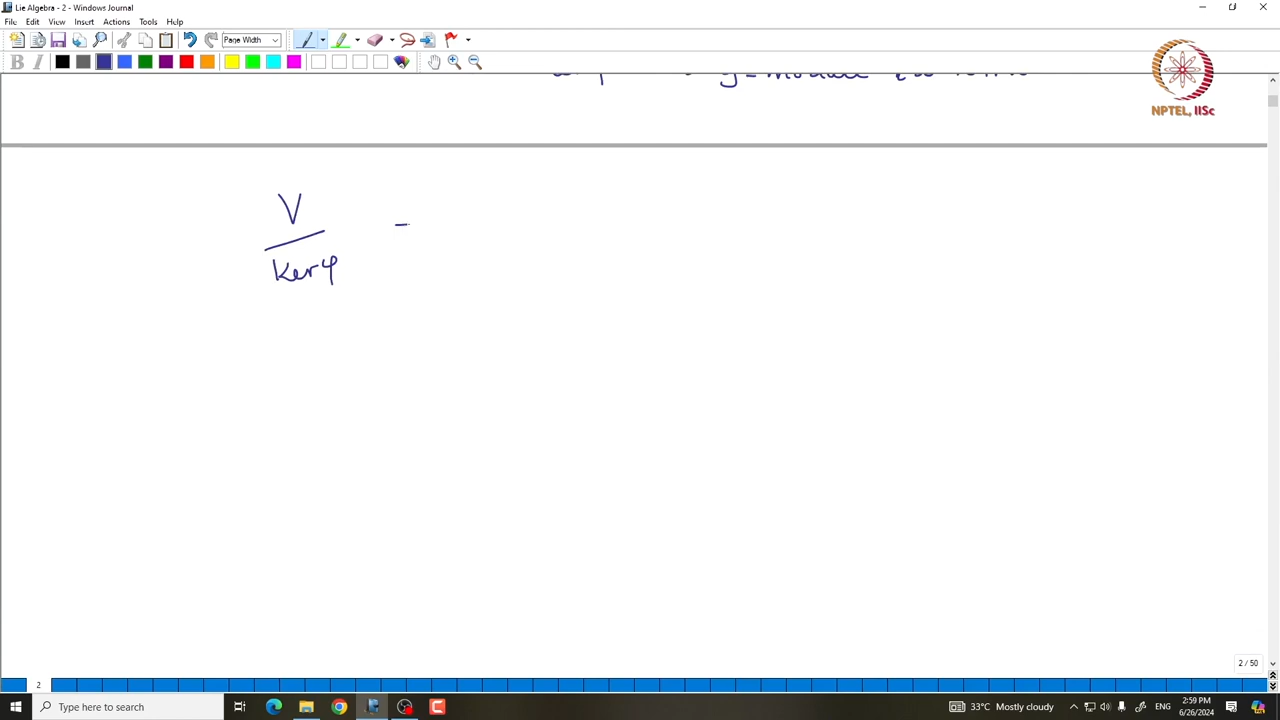 Lie Algebra - 2 - Windows Journal
File Edit View Insert Actions Tools Help
Page Width
B I
NPTEL, IISc
V
Ker φ
2 / 50
2
Type here to search
33°C Mostly cloudy
ENG
2:59 PM
6/26/2024